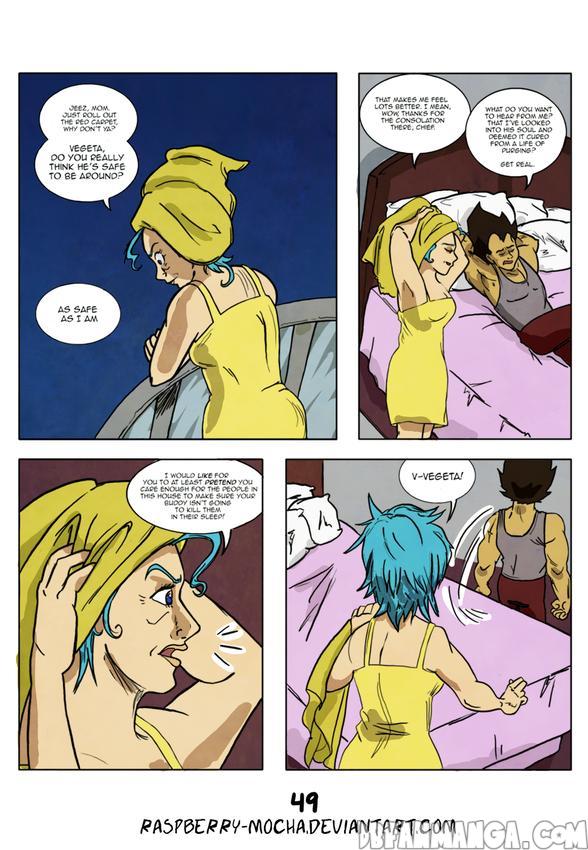 JEEZ, MOM.
JUST ROLL OUT
THE RED CARPET,
WHY DON'T YA?
VEGETA,
DO YOU REALLY
THINK HE'S SAFE
TO BE AROUND?
AS SAFE
AS I AM
THAT MAKES ME FEEL
LOTS BETTER. I MEAN,
WOW, THANKS FOR
THE CONSOLATION
THERE, CHIEF.
WHAT DO YOU WANT
TO HEAR FROM ME?
THAT I'VE LOOKED
INTO HIS SOUL AND
DEEMED IT CURED
FROM A LIFE OF
PURGING?
GET REAL.
I WOULD LIKE FOR
YOU TO AT LEAST PRETEND YOU
CARE ENOUGH FOR THE PEOPLE IN
THIS HOUSE TO MAKE SURE YOUR
BUDDY ISN'T GOING
TO KILL THEM
IN THEIR SLEEP!
V-VEGETA!
49
RASPBERRY-MOCHA.DEVIANTART.COM
DBFANMANGA.COM